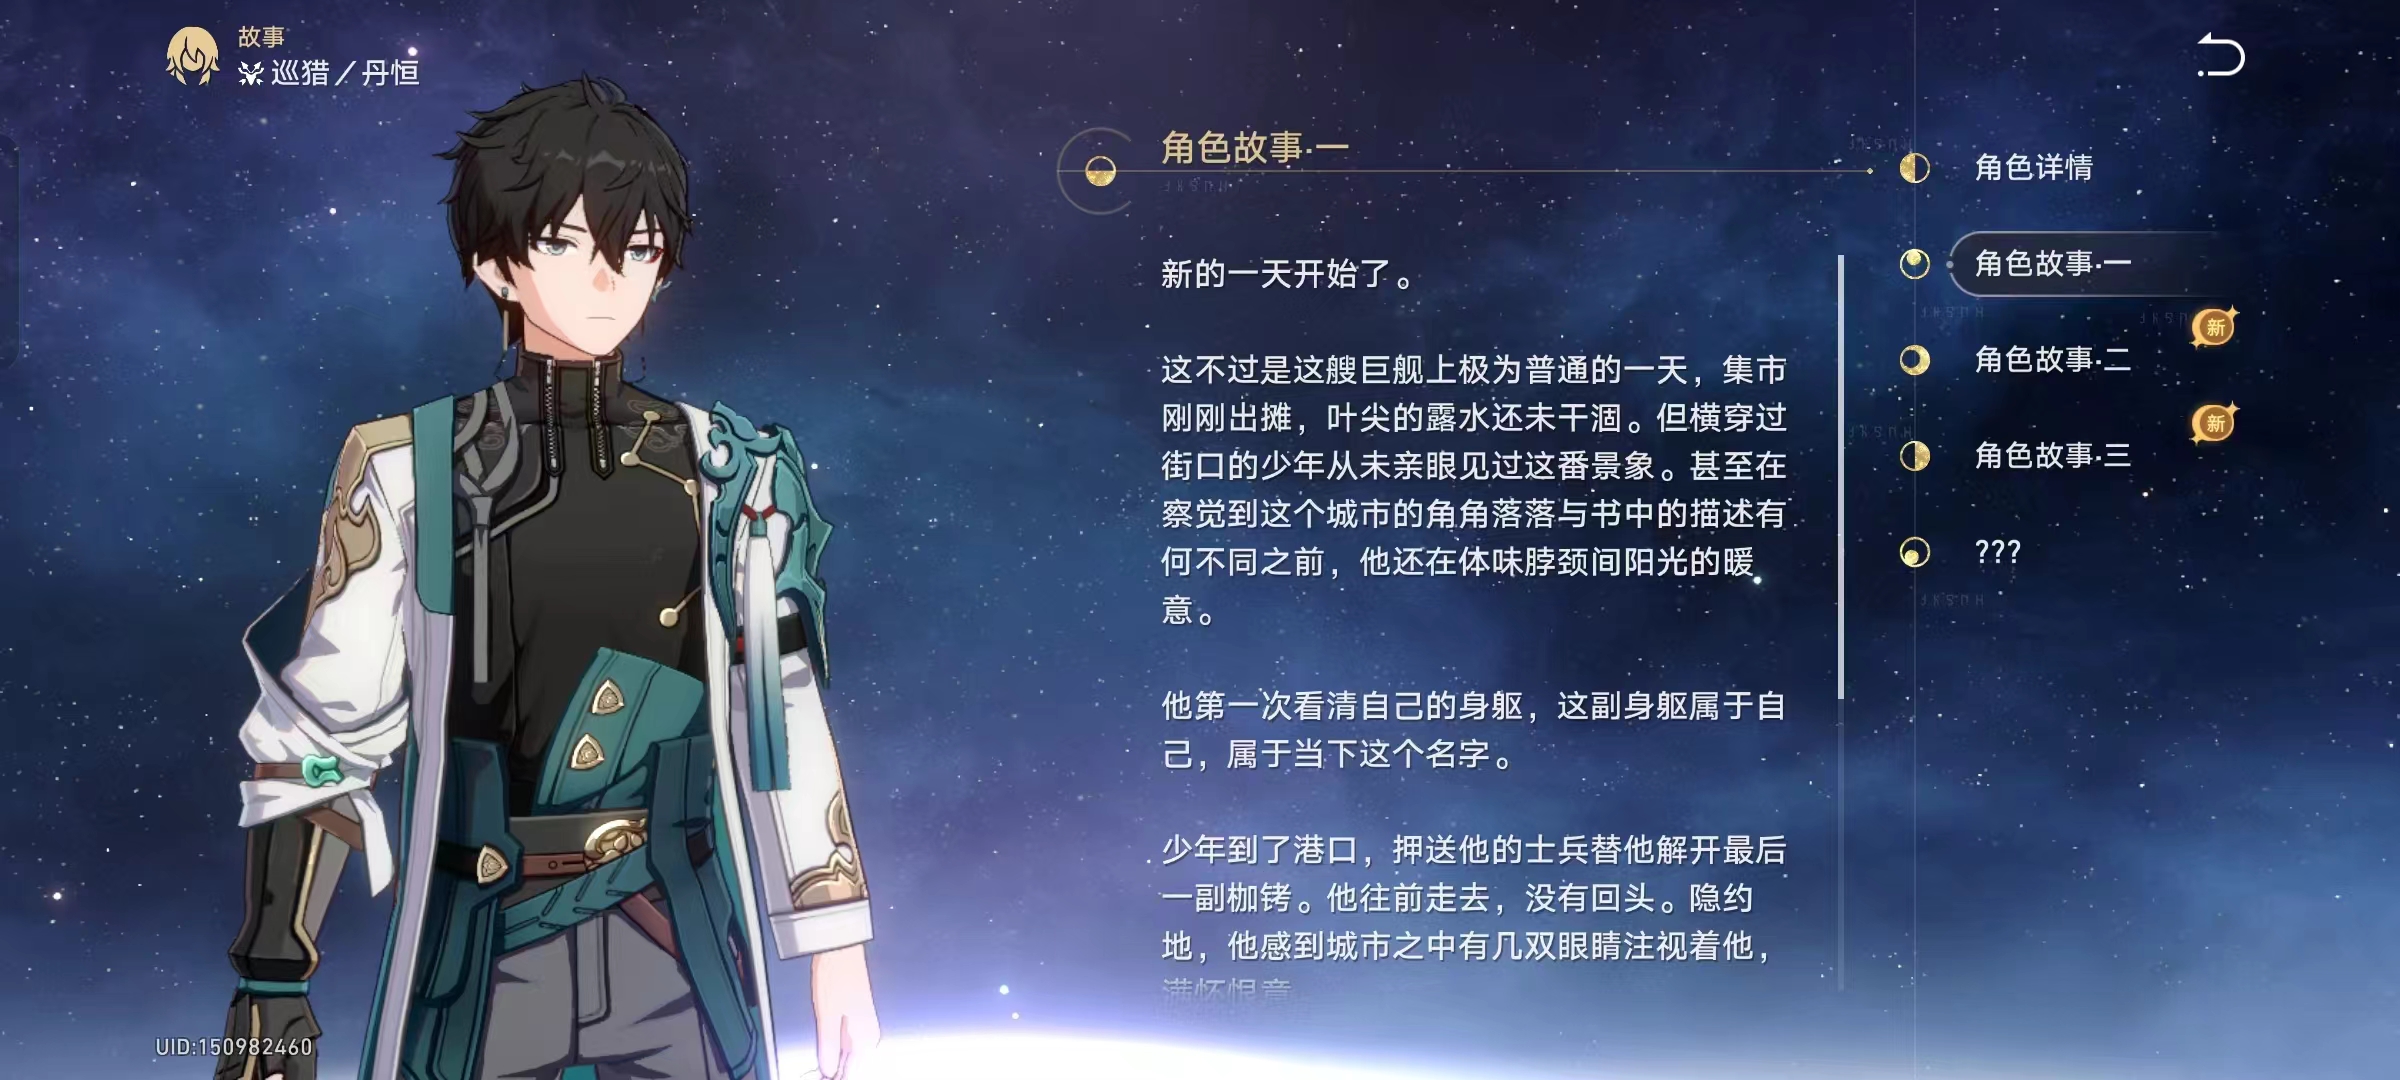 故事
巡猎／丹恒
角色故事·一
新的一天开始了。
这不过是这艘巨舰上极为普通的一天，集市
刚刚出摊，叶尖的露水还未干涸。但横穿过
街口的少年从未亲眼见过这番景象。甚至在
察觉到这个城市的角角落落与书中的描述有
何不同之前，他还在体味脖颈间阳光的暖
意。
他第一次看清自己的身躯，这副身躯属于自
己，属于当下这个名字。
少年到了港口，押送他的士兵替他解开最后
一副枷铐。他往前走去，没有回头。隐约
地，他感到城市之中有几双眼睛注视着他，
满怀恨意
角色详情
角色故事·一
新
角色故事·二
新
角色故事·三
???
UID:150982460